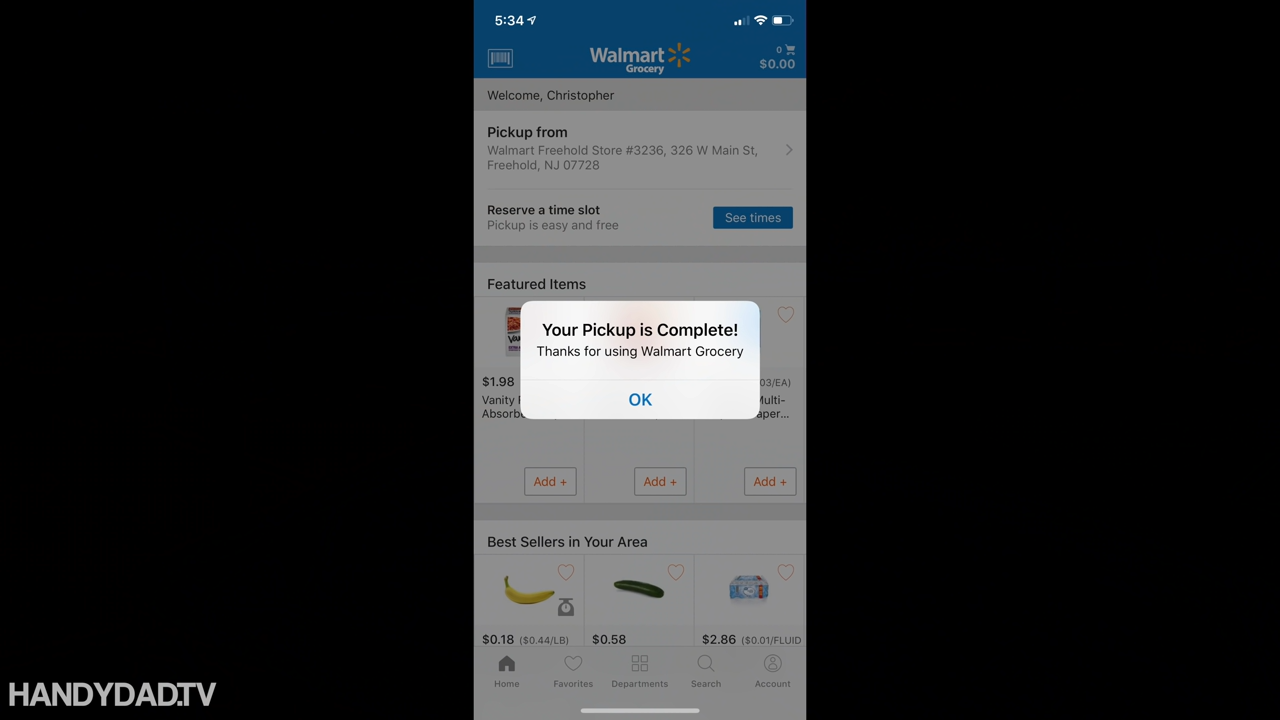 5:34
Walmart
Grocery
0
$0.00
Welcome, Christopher
Pickup from
Walmart Freehold Store #3236, 326 W Main St,
Freehold, NJ 07728
Reserve a time slot
Pickup is easy and free
See times
Featured Items
Your Pickup is Complete!
Thanks for using Walmart Grocery
OK
$1.98
03/EA)
Vanity
Multi-
Absorbe
aper...
Add +
Add +
Add +
Best Sellers in Your Area
$0.18 ($0.44/LB)
$0.58
$2.86 ($0.01/FLUID
Home
Favorites
Departments
Search
Account
HANDYDAD.TV